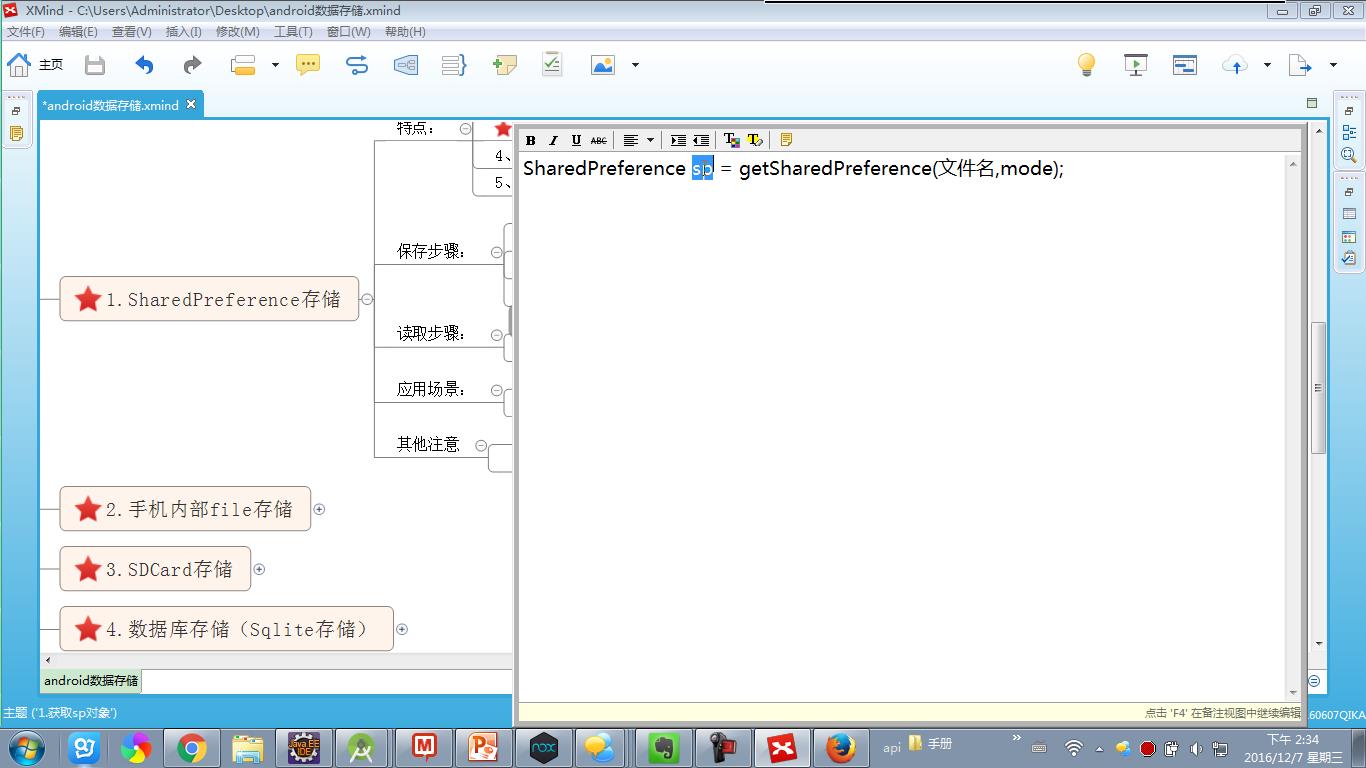 XMind - C:\Users\Administrator\Desktop\android数据存储.xmind
文件(F) 编辑(E) 查看(V) 插入(I) 修改(M) 工具(T) 窗口(W) 帮助(H)
主页
*android数据存储.xmind
特点：
4、
5、
保存步骤：
1.SharedPreference存储
读取步骤：
应用场景：
其他注意
2.手机内部file存储
3.SDCard存储
4.数据库存储（Sqlite存储）
B I U ABC
SharedPreference sp = getSharedPreference(文件名,mode);
点击 'F4' 在备注视图中继续编辑
android数据存储
主题 ('1.获取sp对象')
60607QIKA
api 手册
下午 2:34
2016/12/7 星期三
Java EE
IDE
nox